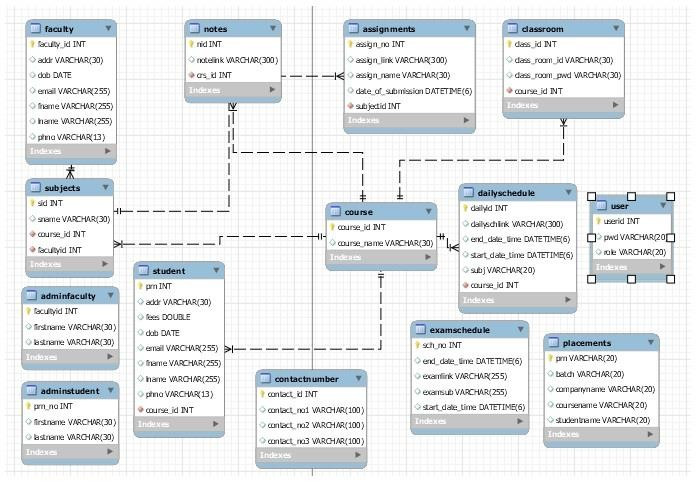 faculty
faculty_id INT
addr VARCHAR(30)
dob DATE
email VARCHAR(255)
fname VARCHAR(255)
lname VARCHAR(255)
phno VARCHAR(13)
Indexes
notes
nid INT
notelink VARCHAR(300)
crs_id INT
Indexes
assignments
assign_no INT
assign_link VARCHAR(300)
assign_name VARCHAR(30)
date_of_submission DATETIME(6)
subjectid INT
Indexes
classroom
class_id INT
class_room_id VARCHAR(30)
class_room_pwd VARCHAR(30)
course_id INT
Indexes
subjects
sid INT
sname VARCHAR(30)
course_id INT
facultyid INT
Indexes
course
course_id INT
course_name VARCHAR(30)
Indexes
dailyschedule
dailyid INT
dailyschlink VARCHAR(300)
end_date_time DATETIME(6)
start_date_time DATETIME(6)
subj VARCHAR(20)
course_id INT
Indexes
user
userid INT
pwd VARCHAR(20)
role VARCHAR(20)
Indexes
adminfaculty
facultyid INT
firstname VARCHAR(30)
lastname VARCHAR(30)
Indexes
student
prn INT
addr VARCHAR(30)
fees DOUBLE
dob DATE
email VARCHAR(255)
fname VARCHAR(255)
lname VARCHAR(255)
phno VARCHAR(13)
course_id INT
Indexes
adminstudent
prn_no INT
firstname VARCHAR(30)
lastname VARCHAR(30)
Indexes
contactnumber
contact_id INT
contact_no1 VARCHAR(100)
contact_no2 VARCHAR(100)
contact_no3 VARCHAR(100)
Indexes
examschedule
sch_no INT
end_date_time DATETIME(6)
examlink VARCHAR(255)
examsub VARCHAR(255)
start_date_time DATETIME(6)
Indexes
placements
prn VARCHAR(20)
batch VARCHAR(20)
companyname VARCHAR(20)
coursename VARCHAR(20)
studentname VARCHAR(20)
Indexes